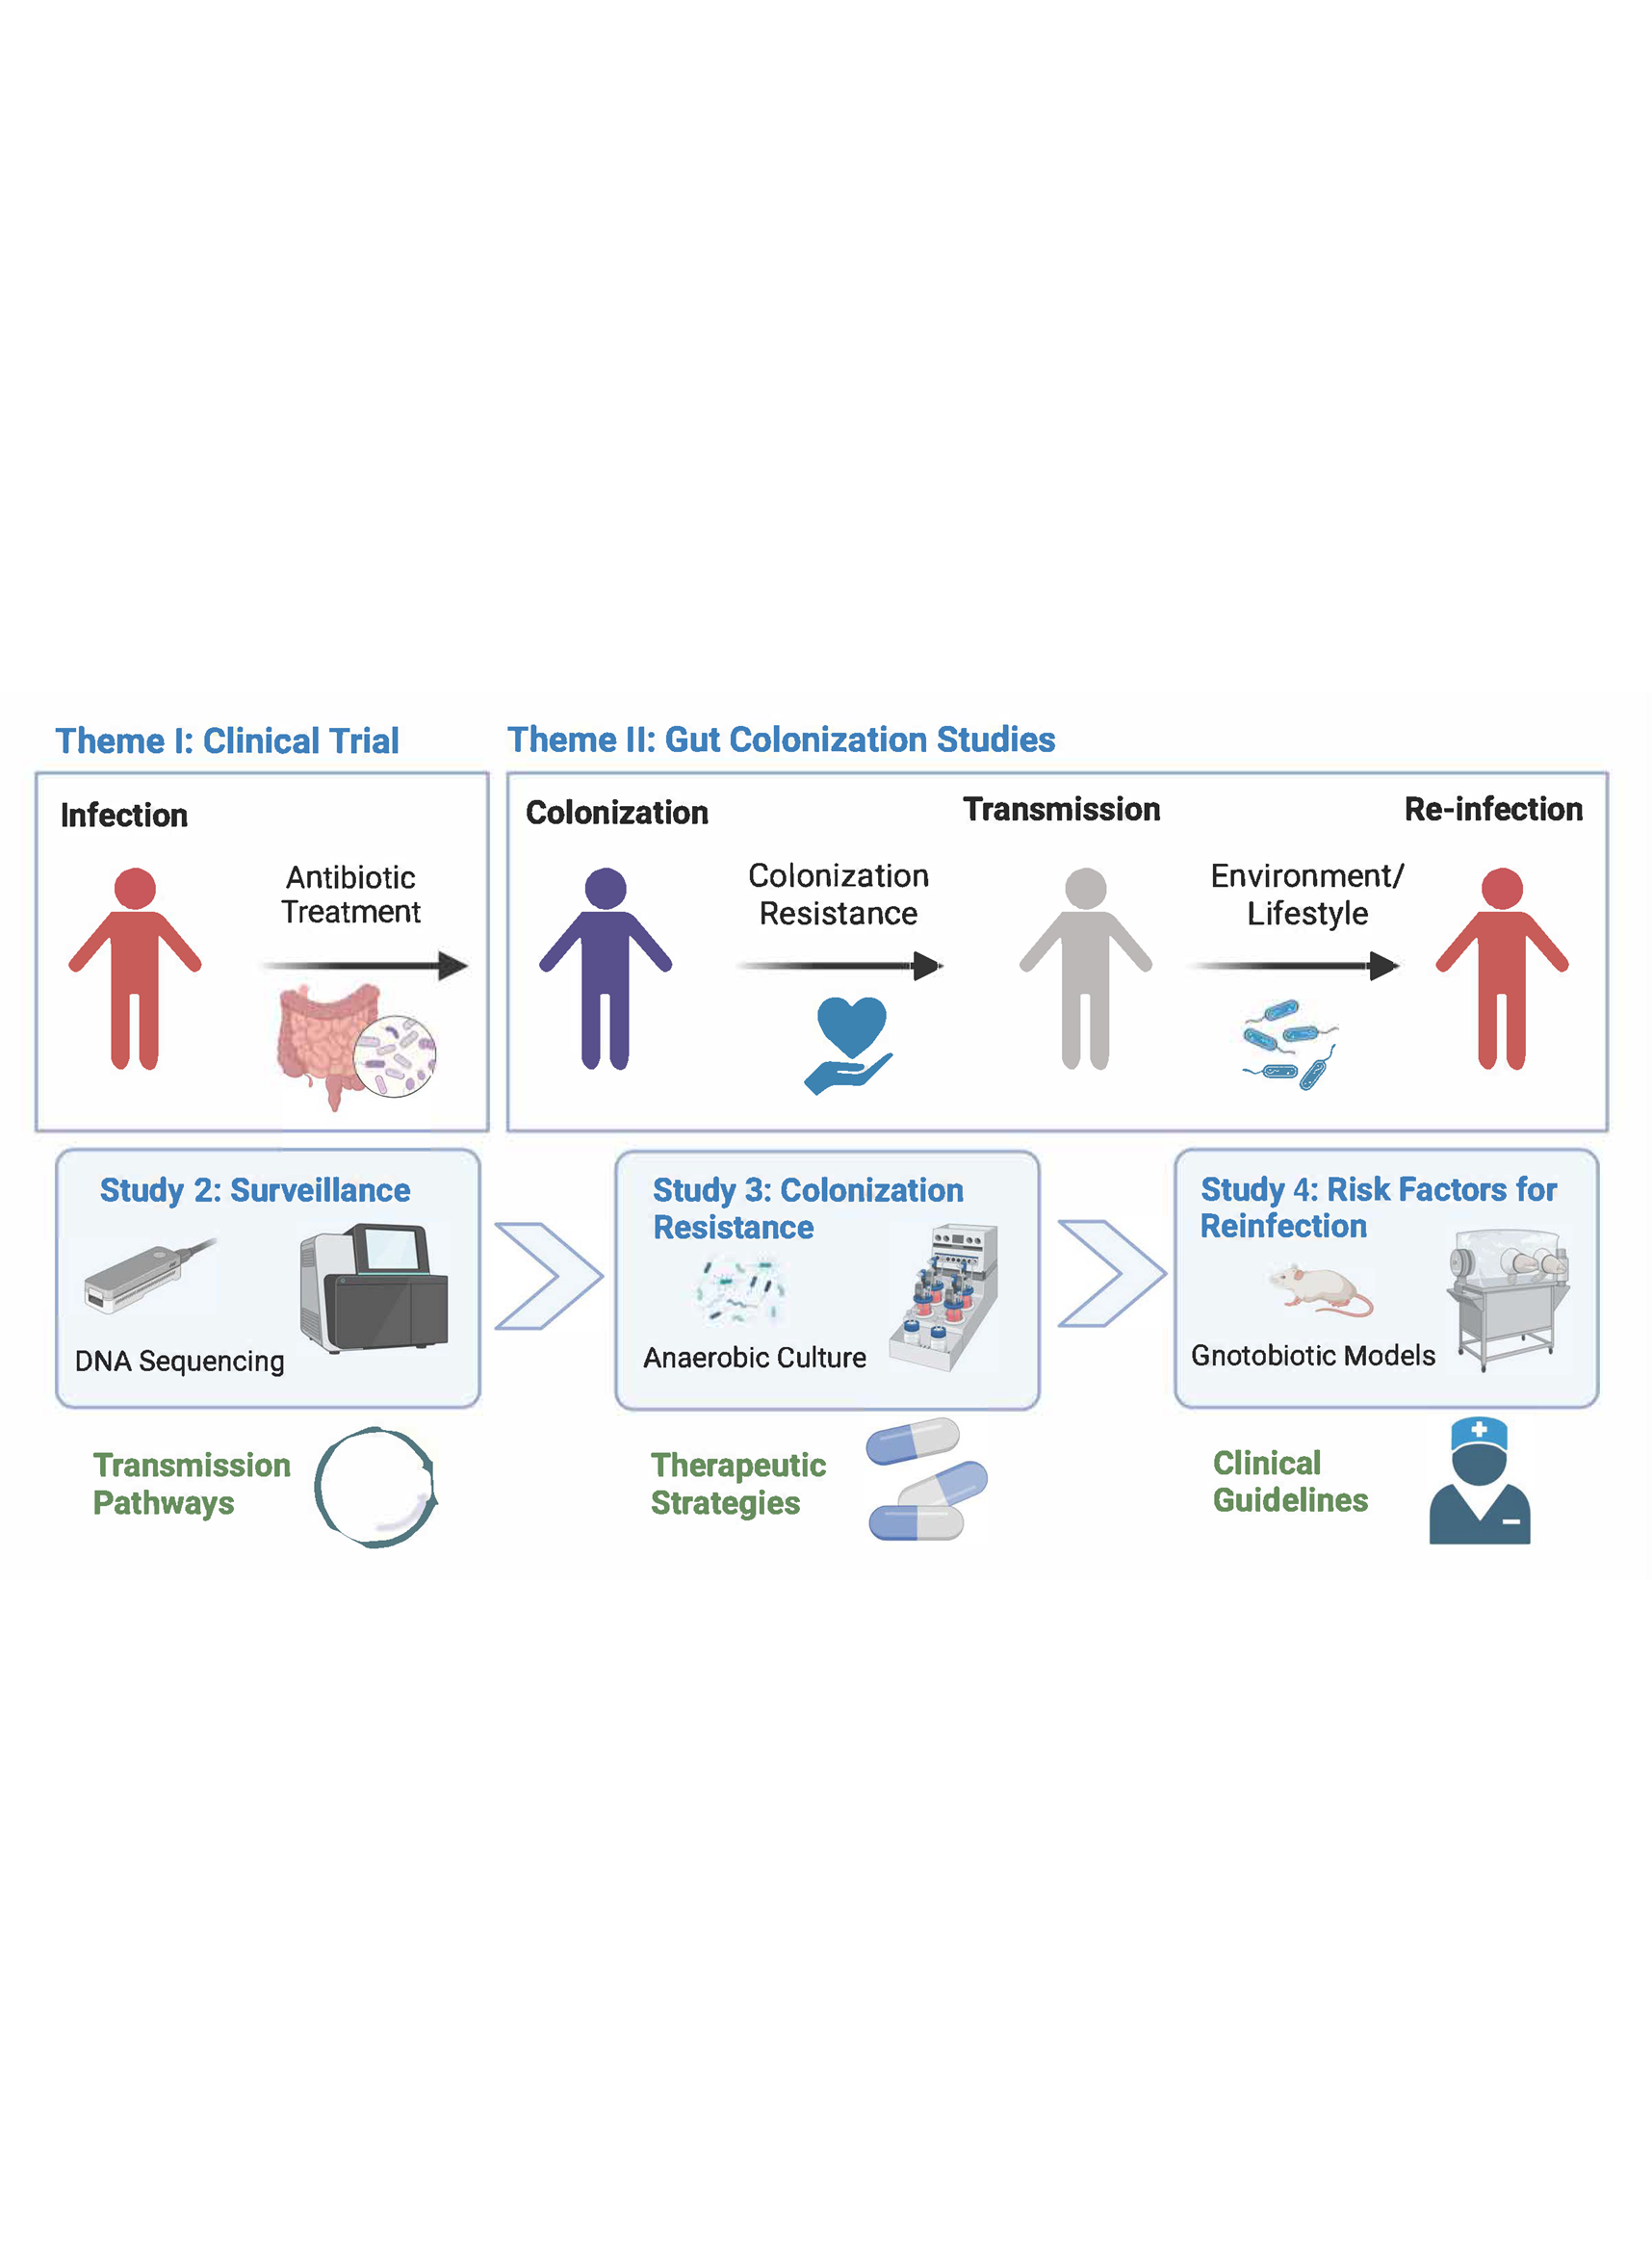 Theme I: Clinical Trial
Theme II: Gut Colonization Studies
Infection
Antibiotic
Treatment
Colonization
Colonization
Resistance
Transmission
Environment/
Lifestyle
Re-infection
Study 2: Surveillance
DNA Sequencing
Study 3: Colonization
Resistance
Anaerobic Culture
Study 4: Risk Factors for
Reinfection
Gnotobiotic Models
Transmission
Pathways
Therapeutic
Strategies
Clinical
Guidelines